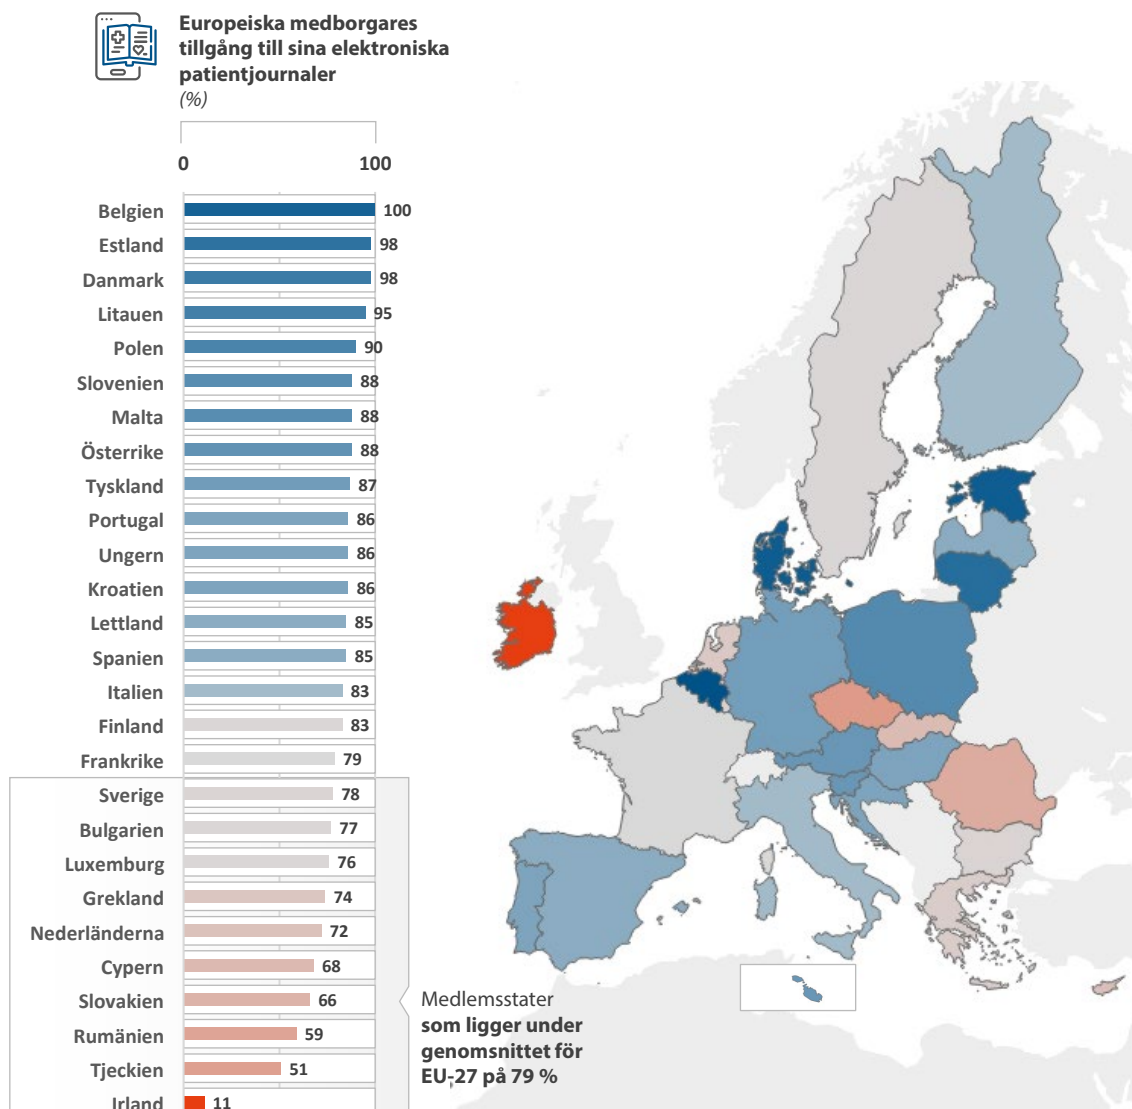 Europeiska medborgares
tillgång till sina elektroniska
patientjournaler
(%)
0 100
Belgien 100
Estland 98
Danmark 98
Litauen 95
Polen 90
Slovenien 88
Malta 88
Österrike 88
Tyskland 87
Portugal 86
Ungern 86
Kroatien 86
Lettland 85
Spanien 85
Italien 83
Finland 83
Frankrike 79
Sverige 78
Bulgarien 77
Luxemburg 76
Grekland 74
Nederländerna 72
Cypern 68
Slovakien 66
Rumänien 59
Tjeckien 51
Irland 11
Medlemsstater
som ligger under
genomsnittet för
EU-27 på 79 %